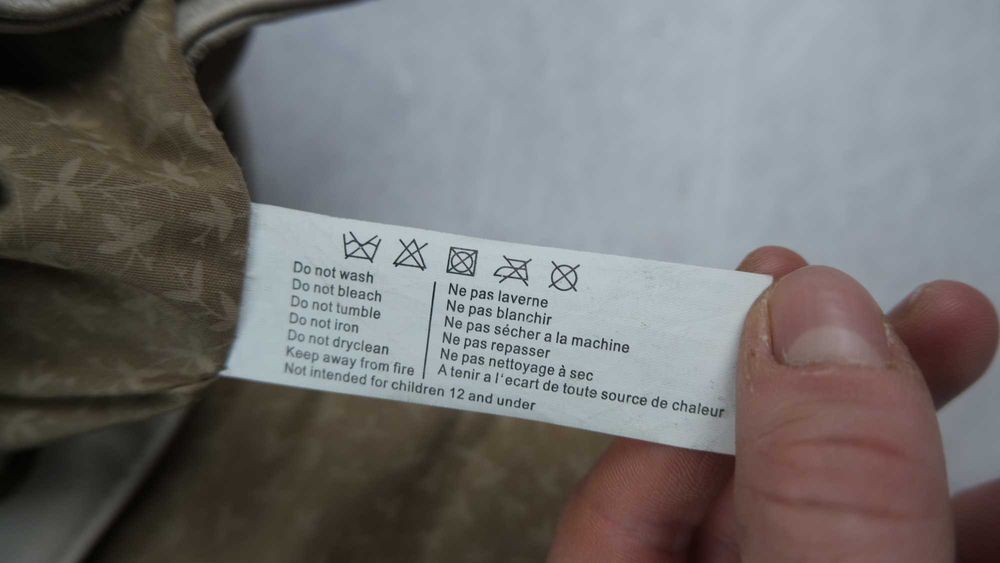 Do not wash
Do not bleach
Do not tumble
Do not iron
Do not dryclean
Keep away from fire
Not intended for children 12 and under
Ne pas laverne
Ne pas blanchir
Ne pas sécher a la machine
Ne pas repasser
Ne pas nettoyage à sec
A tenir a l'ecart de toute source de chaleur